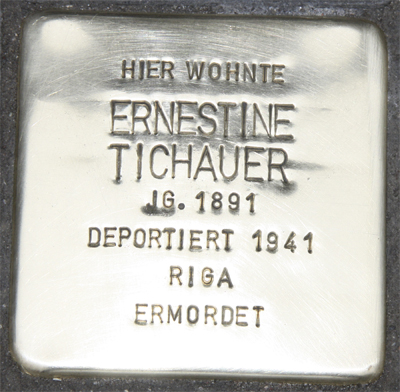 HIER WOHNTE
ERNESTINE
TICHAUER
JG. 1891
DEPORTIERT 1941
RIGA
ERMORDET